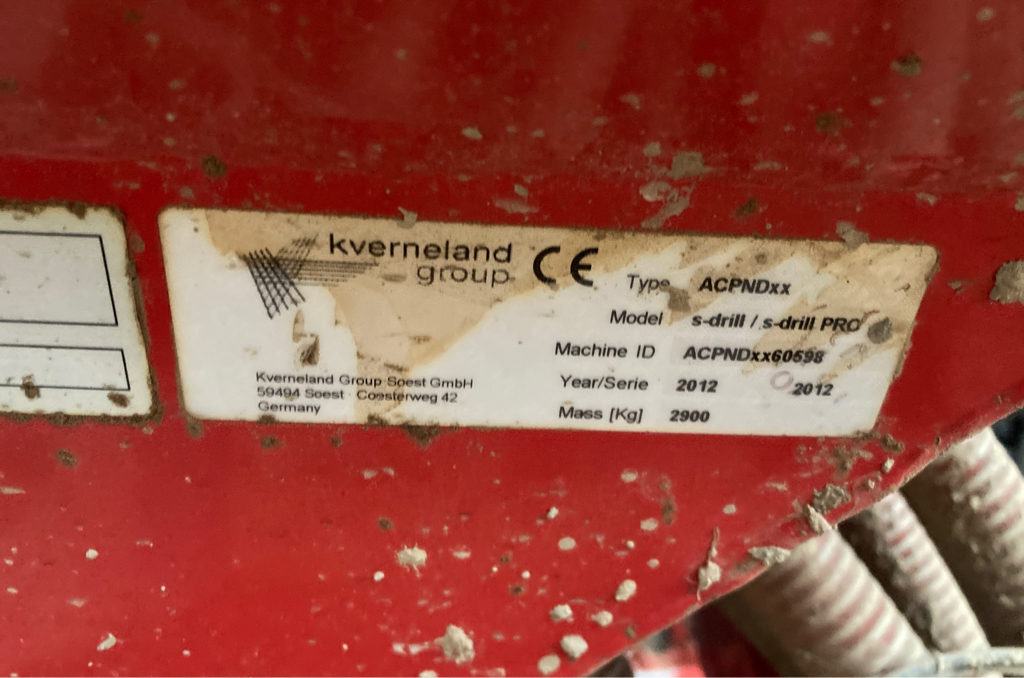 kverneland
group
CE
Type ACPNDxx
Model s-drill / s-drill PRO
Machine ID ACPNDxx60598
Year/Serie 2012 2012
Mass [Kg] 2900
Kverneland Group Soest GmbH
59494 Soest · Coesterweg 42
Germany